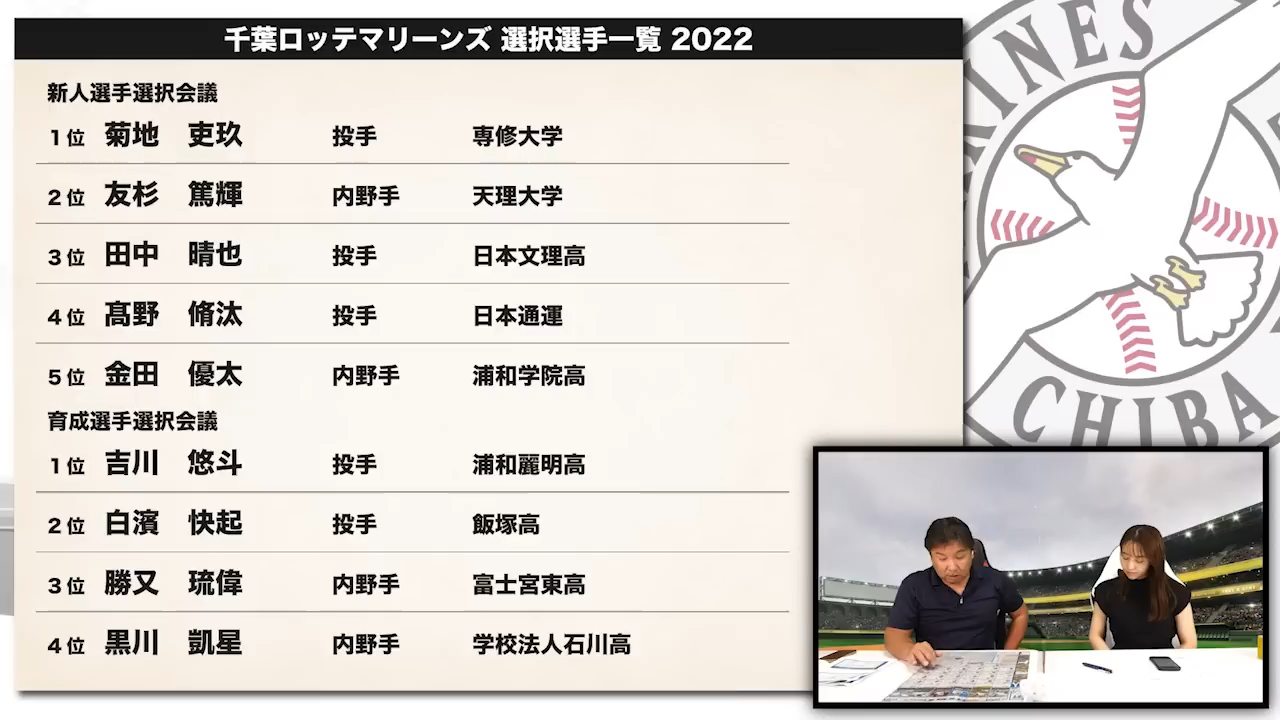 千葉ロッテマリーンズ 選択選手一覧 2022
新人選手選択会議
1位 菊地 吏玖 投手 専修大学
2位 友杉 篤輝 内野手 天理大学
3位 田中 晴也 投手 日本文理高
4位 髙野 脩汰 投手 日本通運
5位 金田 優太 内野手 浦和学院高
育成選手選択会議
1位 吉川 悠斗 投手 浦和麗明高
2位 白濱 快起 投手 飯塚高
3位 勝又 琉偉 内野手 富士宮東高
4位 黒川 凱星 内野手 学校法人石川高
CHIBA